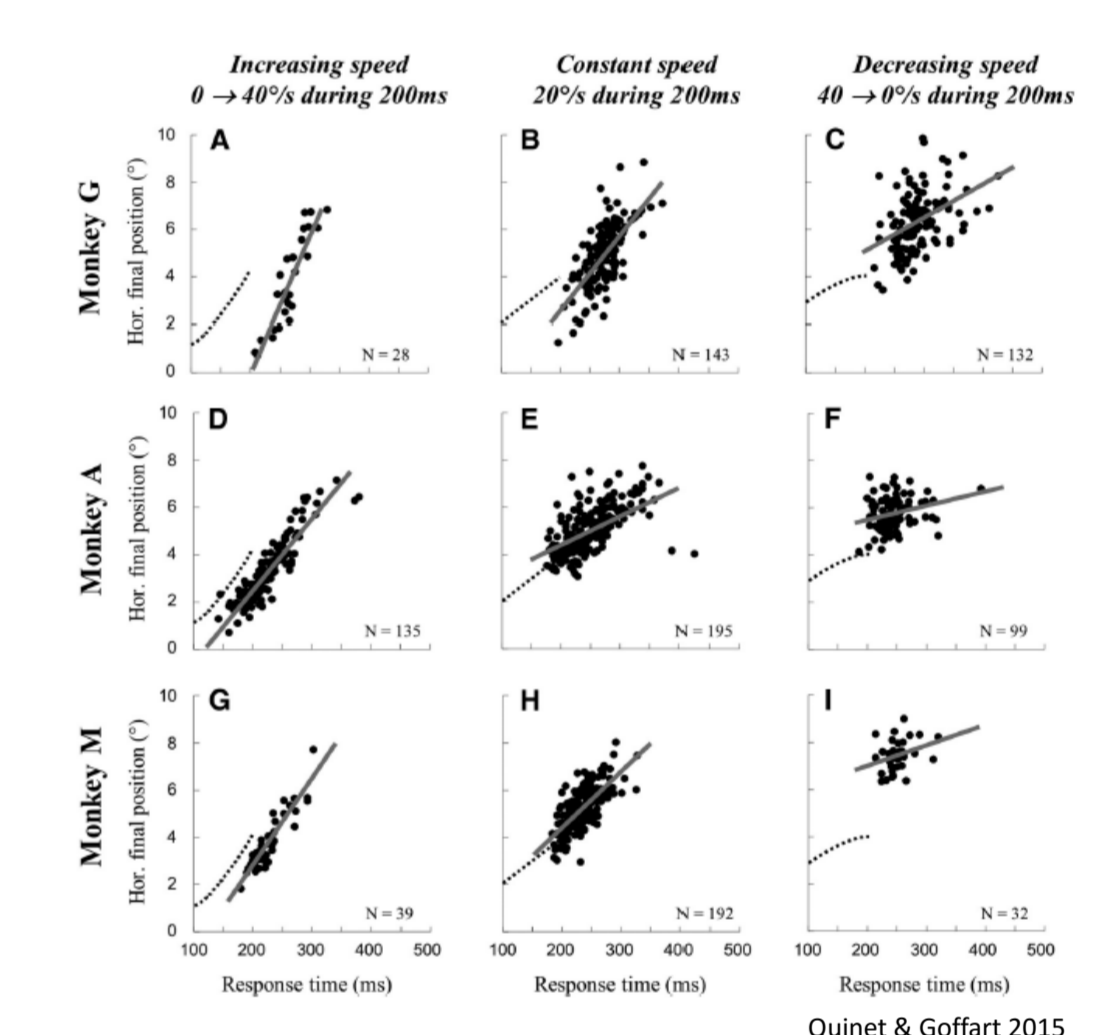 Increasing speed
0 → 40°/s during 200ms
Constant speed
20°/s during 200ms
Decreasing speed
40 → 0°/s during 200ms
Monkey G
Hor. final position (°)
10
8
6
4
2
0
A
N = 28
B
N = 143
C
N = 132
Monkey A
Hor. final position (°)
10
8
6
4
2
0
D
N = 135
E
N = 195
F
N = 99
Monkey M
Hor. final position (°)
10
8
6
4
2
0
G
N = 39
H
N = 192
I
N = 32
100 200 300 400 500
100 200 300 400 500
100 200 300 400 500
Response time (ms)
Response time (ms)
Response time (ms)
Quinet & Goffart 2015